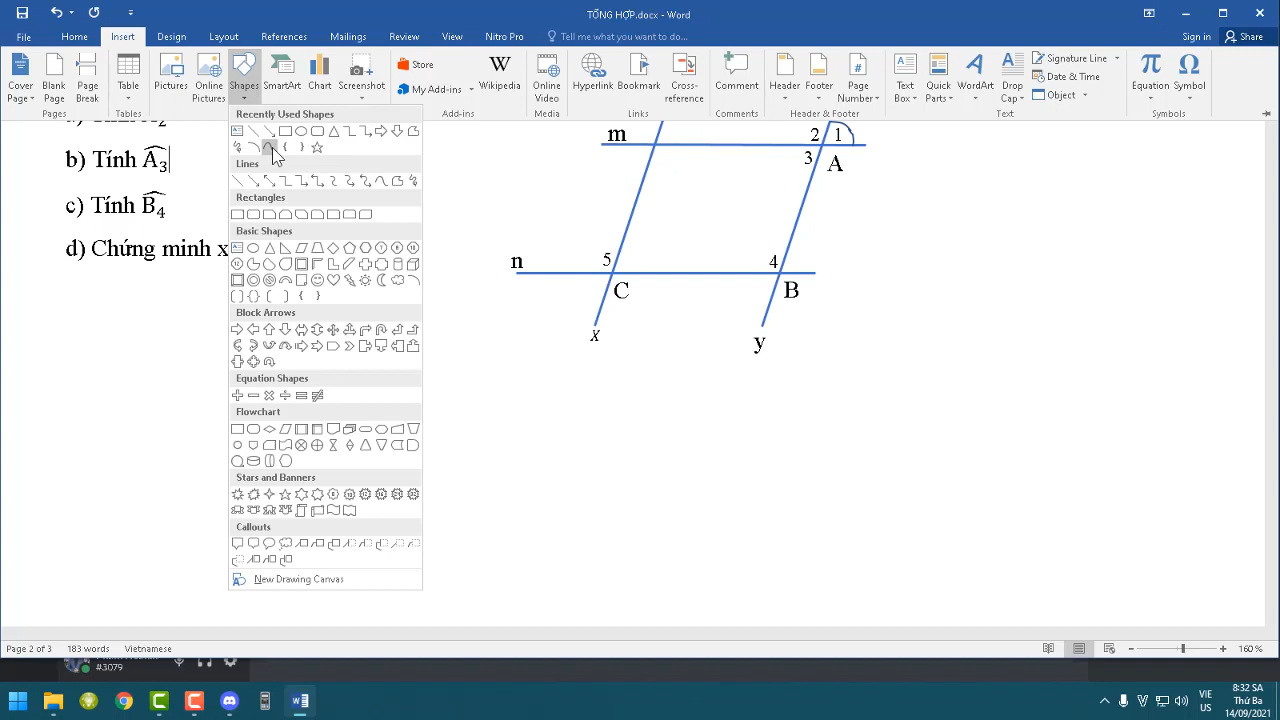 TỔNG HỢP.docx - Word
File Home Insert Design Layout References Mailings Review View Nitro Pro Tell me what you want to do... Sign in Share
Cover Page Blank Page Page Break Table Pictures Online Pictures Shapes SmartArt Chart Screenshot
Store
My Add-ins
Wikipedia Online Video Hyperlink Bookmark Cross-reference Comment Header Footer Page Number Text Box Quick Parts WordArt Drop Cap
Signature Line
Date & Time
Object
Equation Symbol
Pages Tables Add-ins Media Links Comments Header & Footer Text Symbols
Recently Used Shapes
Lines
Rectangles
Basic Shapes
Block Arrows
Equation Shapes
Flowchart
Stars and Banners
Callouts
New Drawing Canvas
b) Tính A3
c) Tính B4
d) Chứng minh x
m 2 1
3 A
n 5 4
C B
x y
Page 2 of 3 183 words Vietnamese 160 %
#3079
VIE
US
8:32 SA
Thứ Ba
14/09/2021